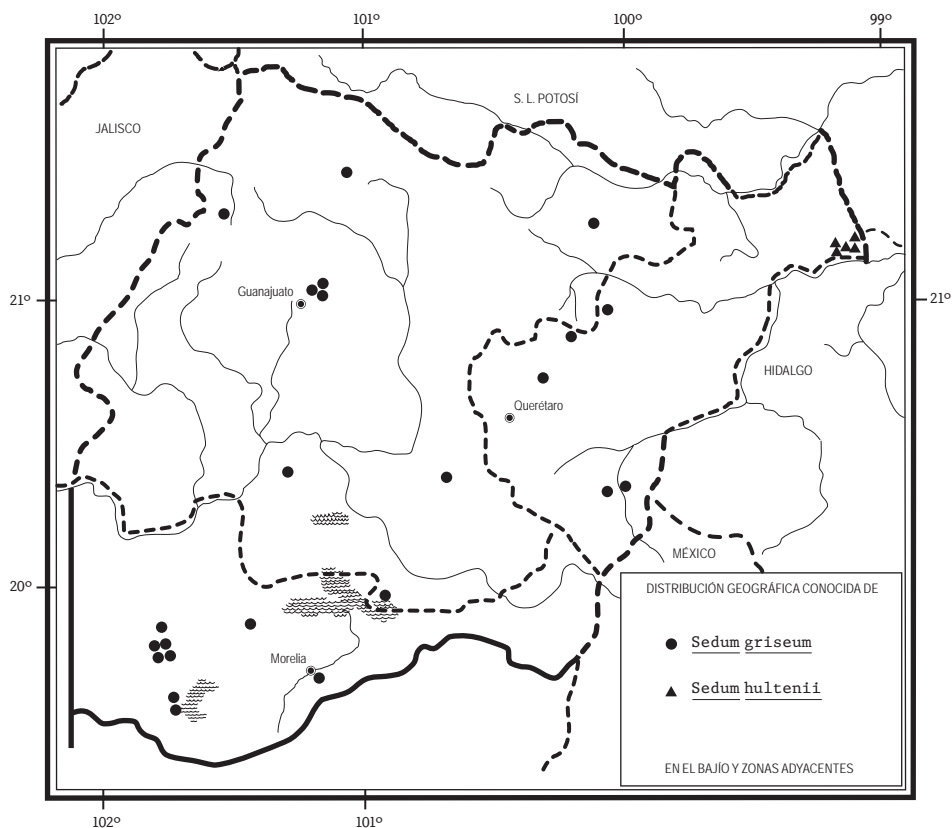 102º 101º 100º 99º
S. L. POTOSÍ
JALISCO
Guanajuato
21º 21º
HIDALGO
Querétaro
MÉXICO
20º
DISTRIBUCIÓN GEOGRÁFICA CONOCIDA DE
Sedum griseum
Morelia
Sedum hultenii
EN EL BAJÍO Y ZONAS ADYACENTES
102º 101º